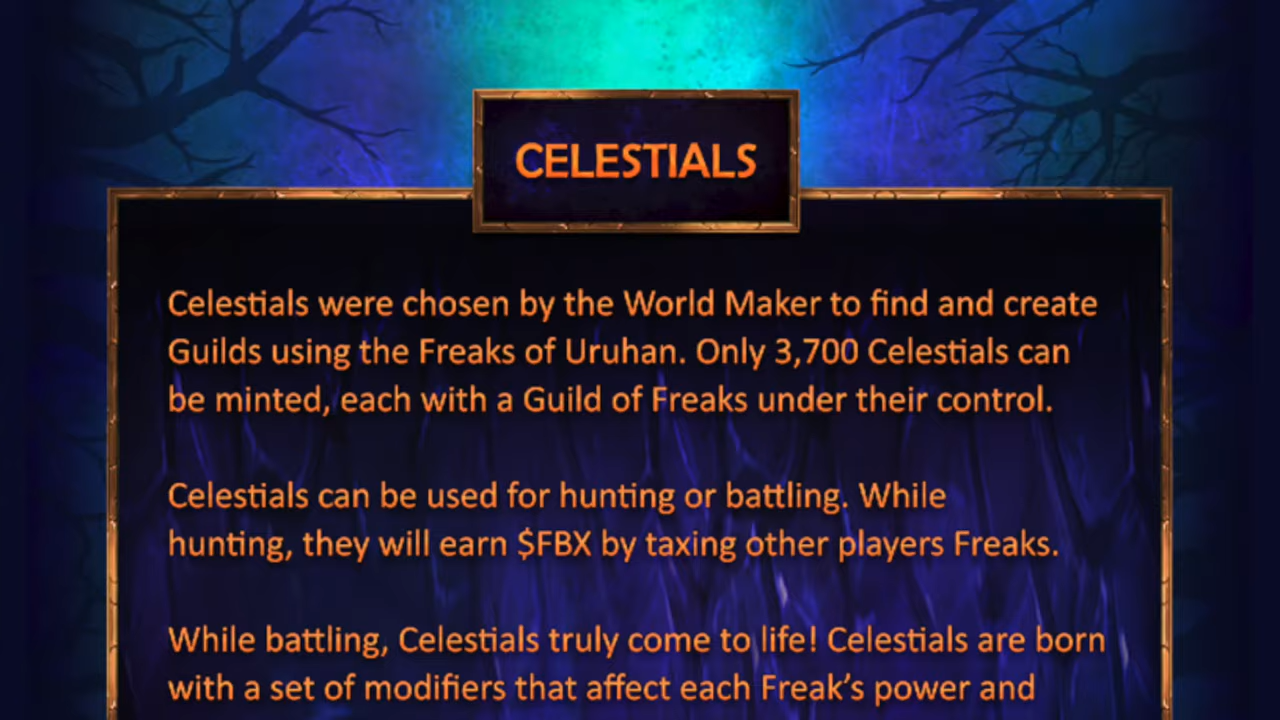 CELESTIALS
Celestials were chosen by the World Maker to find and create
Guilds using the Freaks of Uruhan. Only 3,700 Celestials can
be minted, each with a Guild of Freaks under their control.
Celestials can be used for hunting or battling. While
hunting, they will earn $FBX by taxing other players Freaks.
While battling, Celestials truly come to life! Celestials are born
with a set of modifiers that affect each Freak’s power and